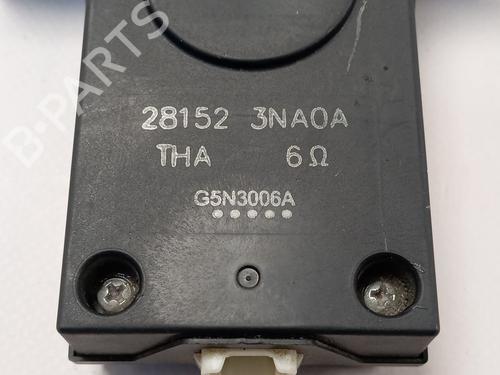 B-PARTS
28152 3NA0A
THA 6Ω
G5N3006A